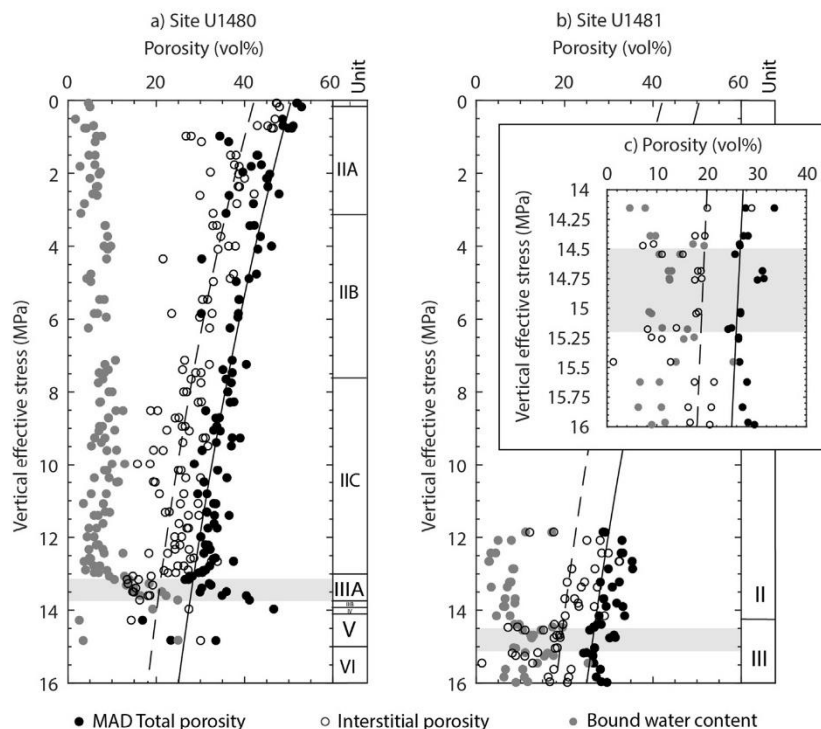 a) Site U1480
b) Site U1481
Porosity (vol%)
Porosity (vol%)
0 20 40 60 Unit
0 20 40 60 Unit
Vertical effective stress (MPa)
0
2
4
6
8
10
12
14
16
IIA
IIB
IIC
IIIA
V
VI
Vertical effective stress (MPa)
0
2
4
6
8
10
12
14
16
II
III
c) Porosity (vol%)
0 10 20 30 40
Vertical effective stress (MPa)
14
14.25
14.5
14.75
15
15.25
15.5
15.75
16
MAD Total porosity
Interstitial porosity
Bound water content